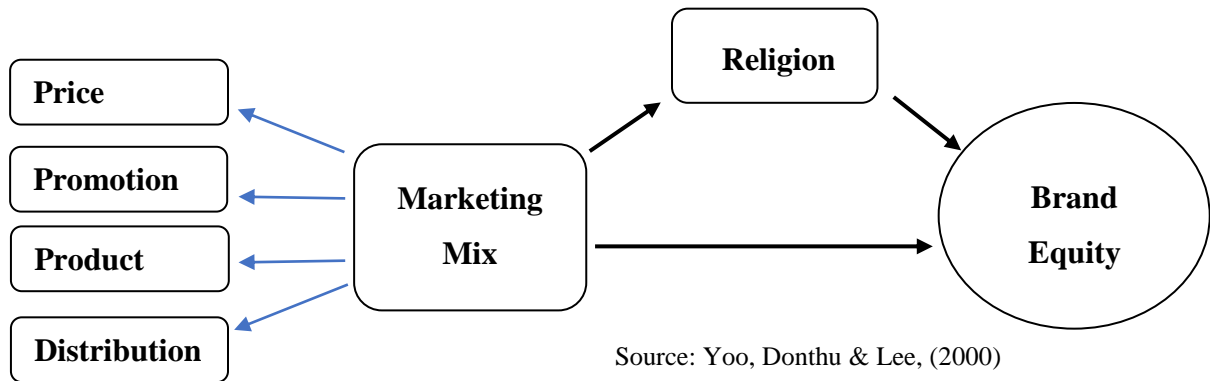 Religion
Price
Promotion
Product
Distribution
Marketing
Mix
Brand
Equity
Source: Yoo, Donthu & Lee, (2000)